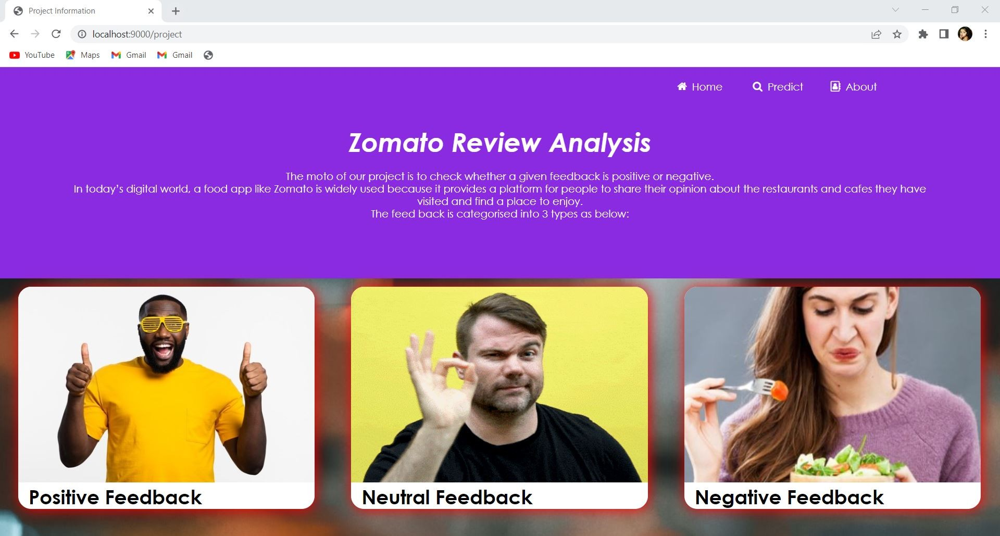 Project Information
localhost:9000/project
YouTube Maps Gmail Gmail
Home Predict About
Zomato Review Analysis
The moto of our project is to check whether a given feedback is positive or negative.
In today’s digital world, a food app like Zomato is widely used because it provides a platform for people to share their opinion about the restaurants and cafes they have
visited and find a place to enjoy.
The feed back is categorised into 3 types as below:
Positive Feedback Neutral Feedback Negative Feedback